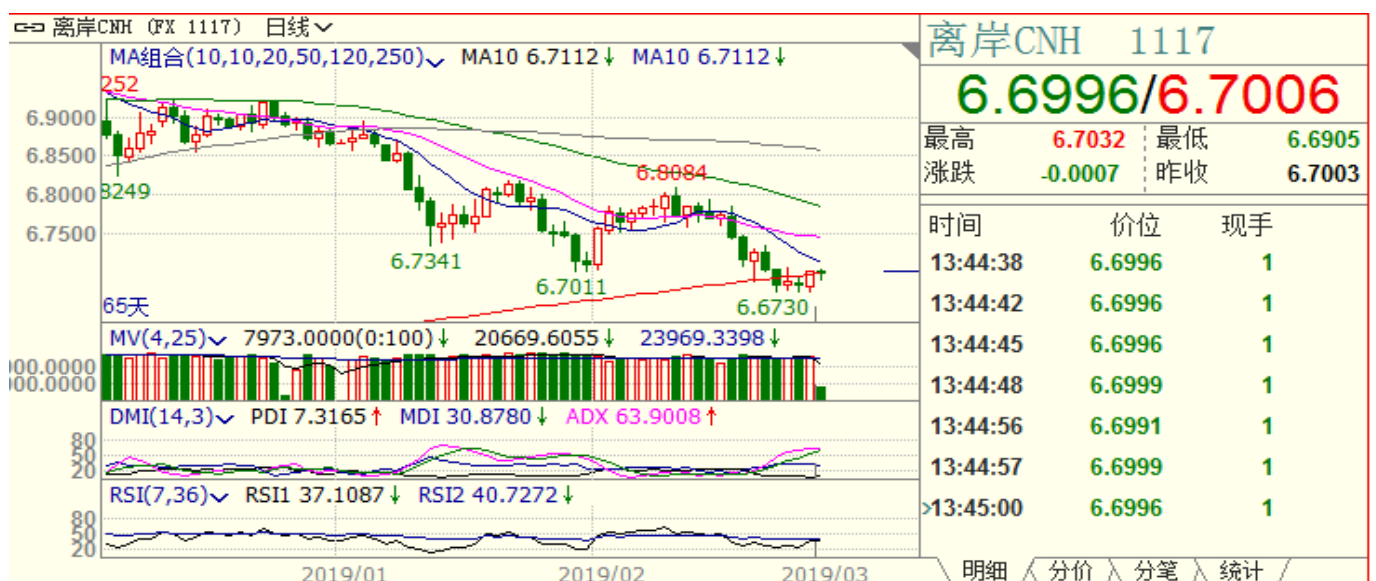 离岸CNH (FX 1117) 日线
MA组合(10,10,20,50,120,250) MA10 6.7112↓ MA10 6.7112↓
252
6.9000
6.8500
6.8000
6.7500
8249
6.8084
6.7341
6.7011
6.6730
65天
MV(4,25) 7973.0000(0:100)↓ 20669.6055↓ 23969.3398↓
000.0000
000.0000
DMI(14,3) PDI 7.3165↑ MDI 30.8780↓ ADX 63.9008↑
80
50
20
RSI(7,36) RSI1 37.1087↓ RSI2 40.7272↓
80
50
20
2019/01 2019/02 2019/03
离岸CNH 1117
6.6996/6.7006
最高 6.7032 最低 6.6905
涨跌 -0.0007 昨收 6.7003
时间 价位 现手
13:44:38 6.6996 1
13:44:42 6.6996 1
13:44:45 6.6996 1
13:44:48 6.6999 1
13:44:56 6.6991 1
13:44:57 6.6999 1
>13:45:00 6.6996 1
明细 分价 分笔 统计